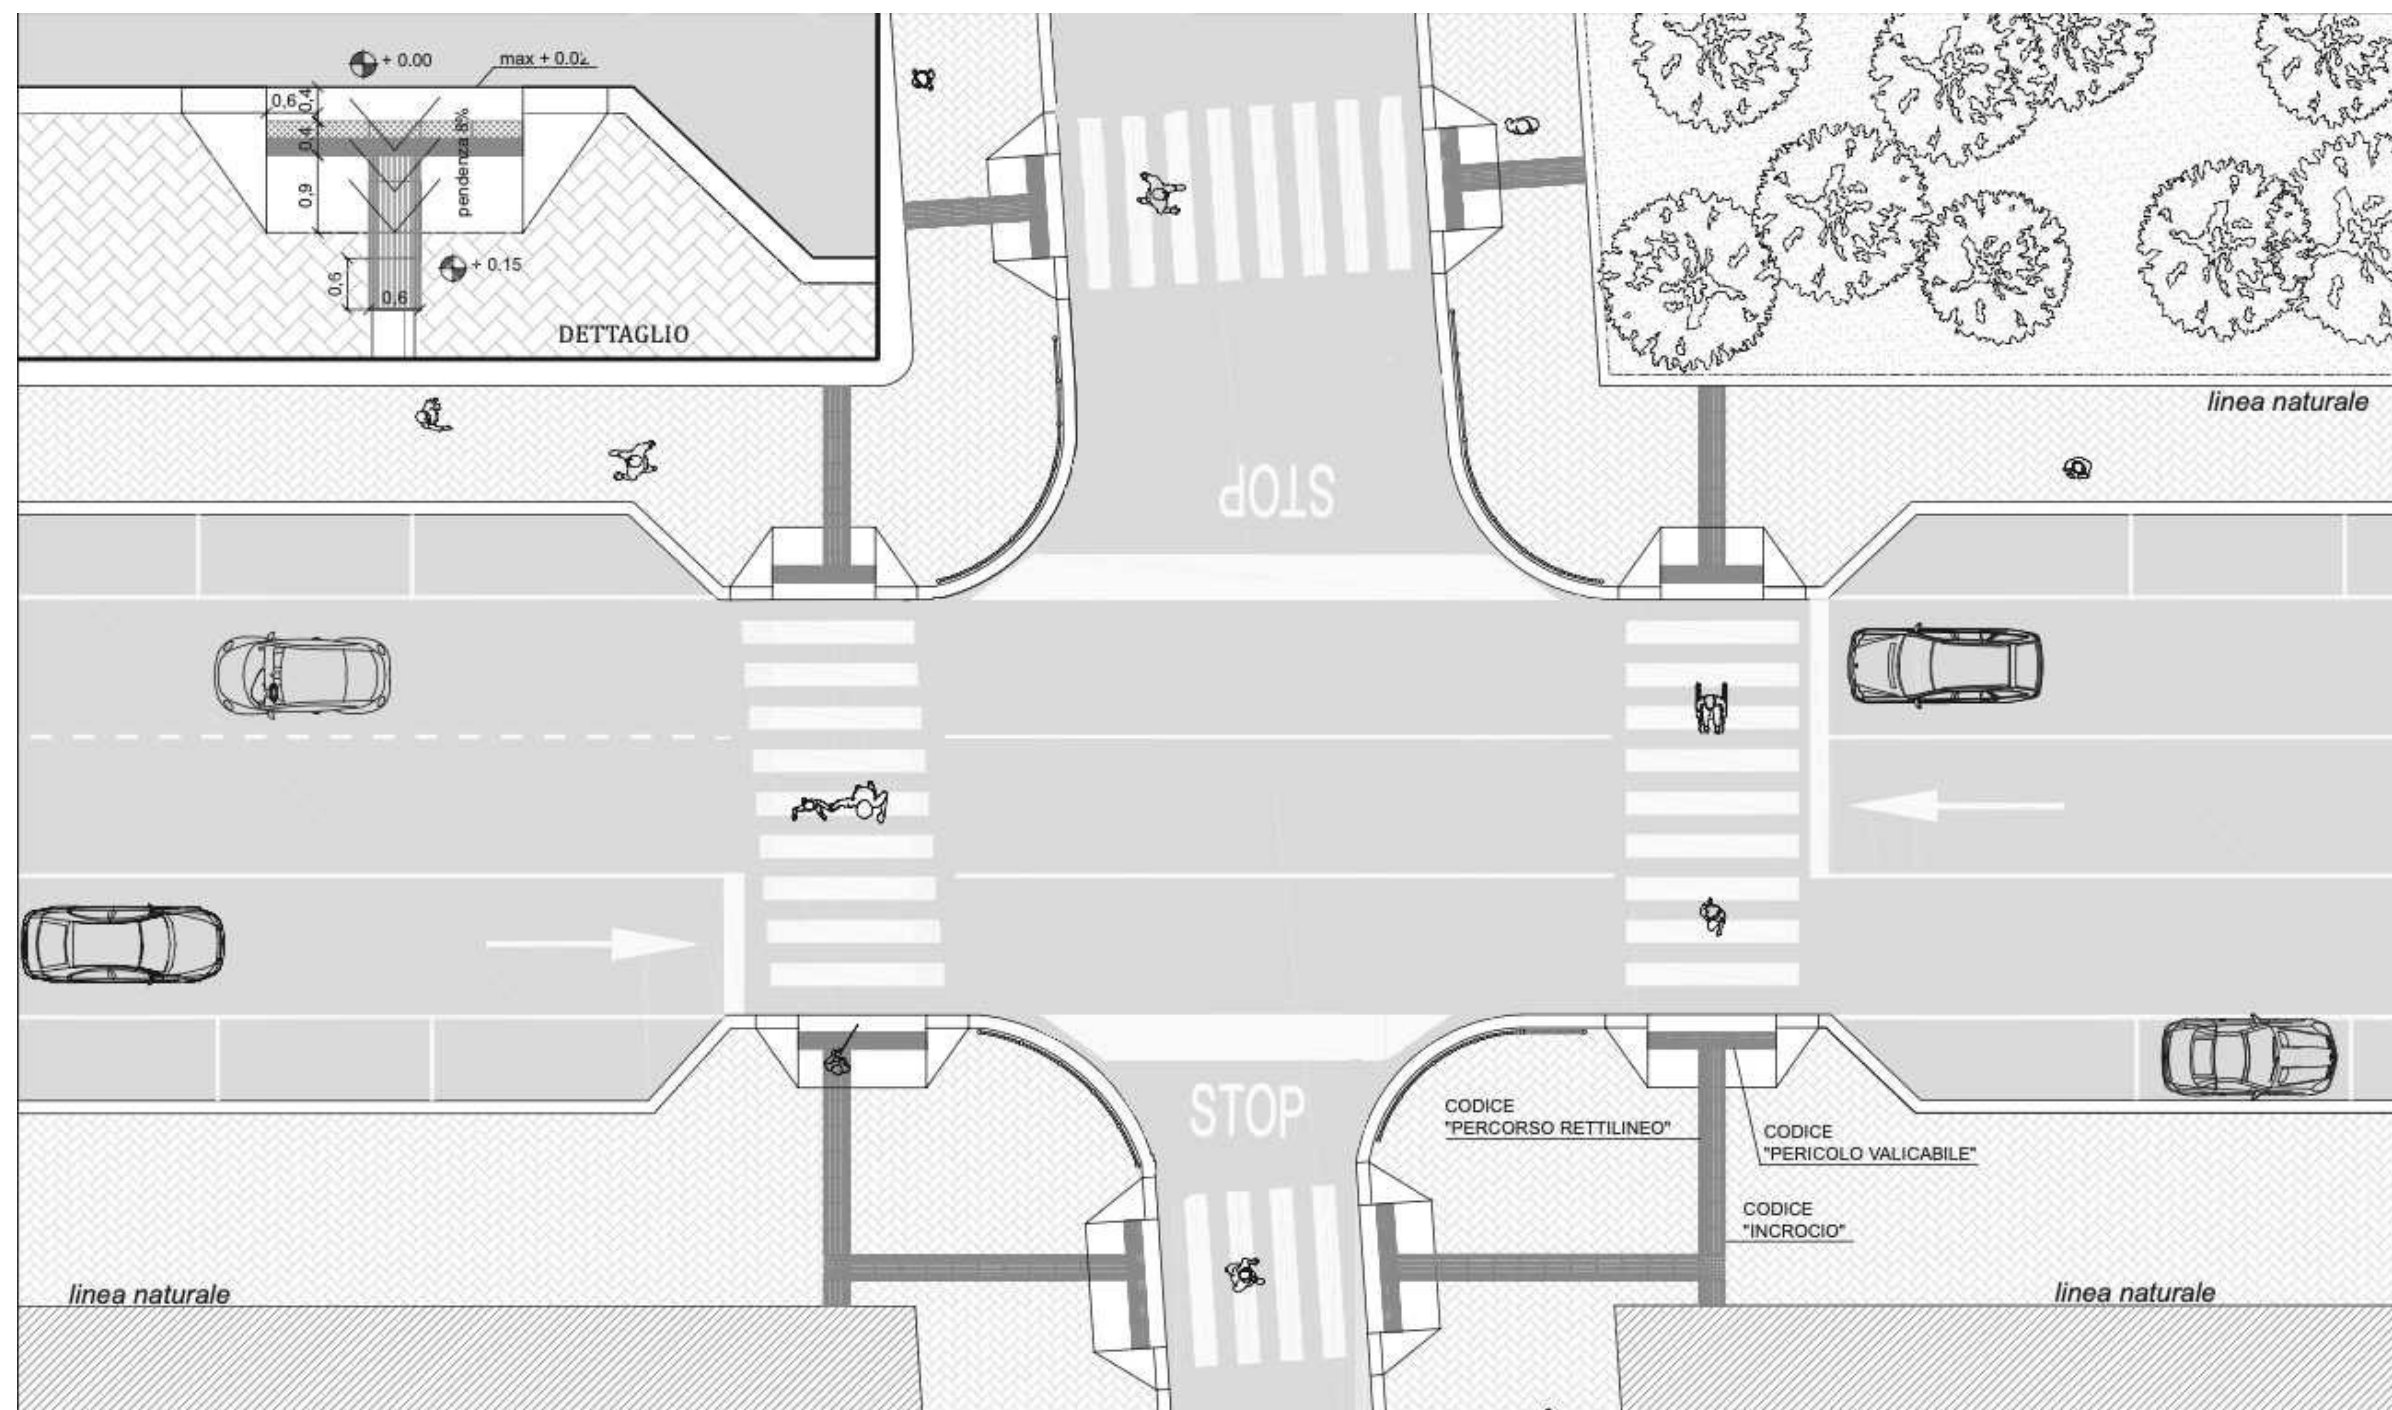 + 0.00
max + 0.02
0,6
0,4
0,4
0,9
pendenza 8%
+ 0.15
0,6
0,6
DETTAGLIO
linea naturale
STOP
STOP
CODICE
"PERCORSO RETTILINEO"
CODICE
"PERICOLO VALICABILE"
CODICE
"INCROCIO"
linea naturale
linea naturale